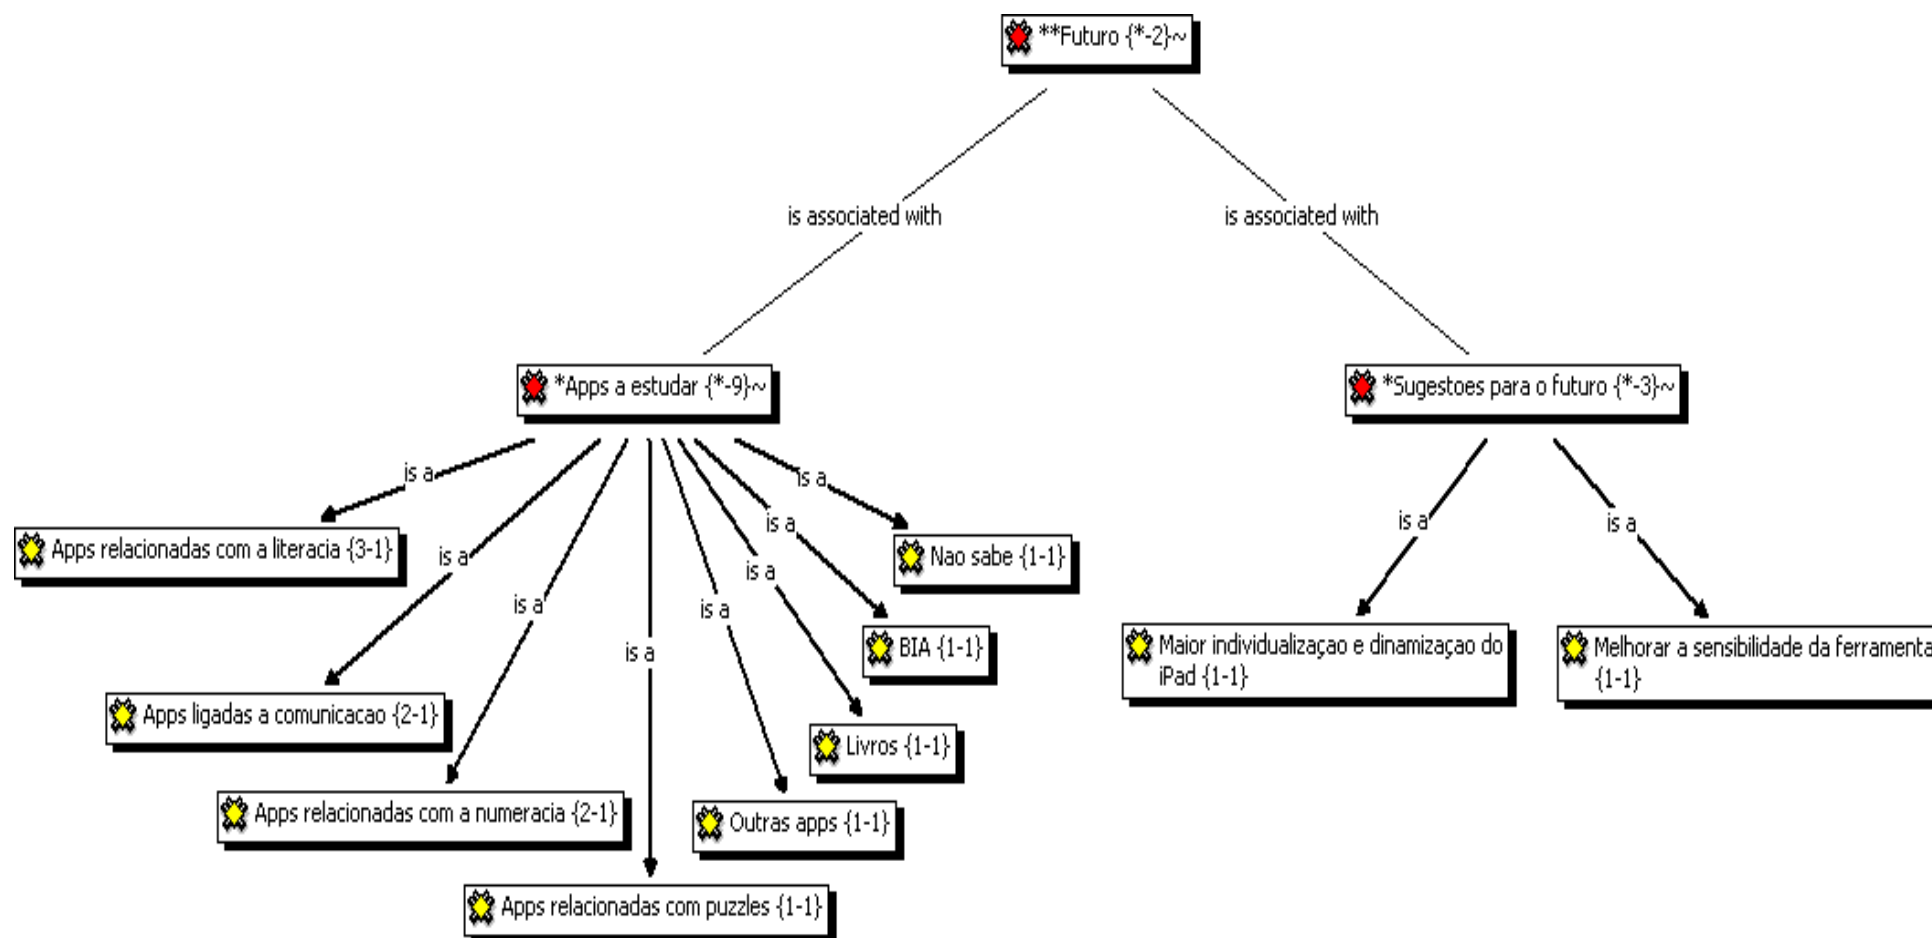 **Futuro {*-2}~
is associated with
is associated with
*Apps a estudar {*-9}~
*Sugestoes para o futuro {*-3}~
is a
is a
is a
is a
is a
is a
is a
is a
is a
is a
Apps relacionadas com a literacia {3-1}
Nao sabe {1-1}
BIA {1-1}
Maior individualizaçao e dinamizaçao do
iPad {1-1}
Melhorar a sensibilidade da ferramenta
{1-1}
Apps ligadas a comunicacao {2-1}
Livros {1-1}
Apps relacionadas com a numeracia {2-1}
Outras apps {1-1}
Apps relacionadas com puzzles {1-1}